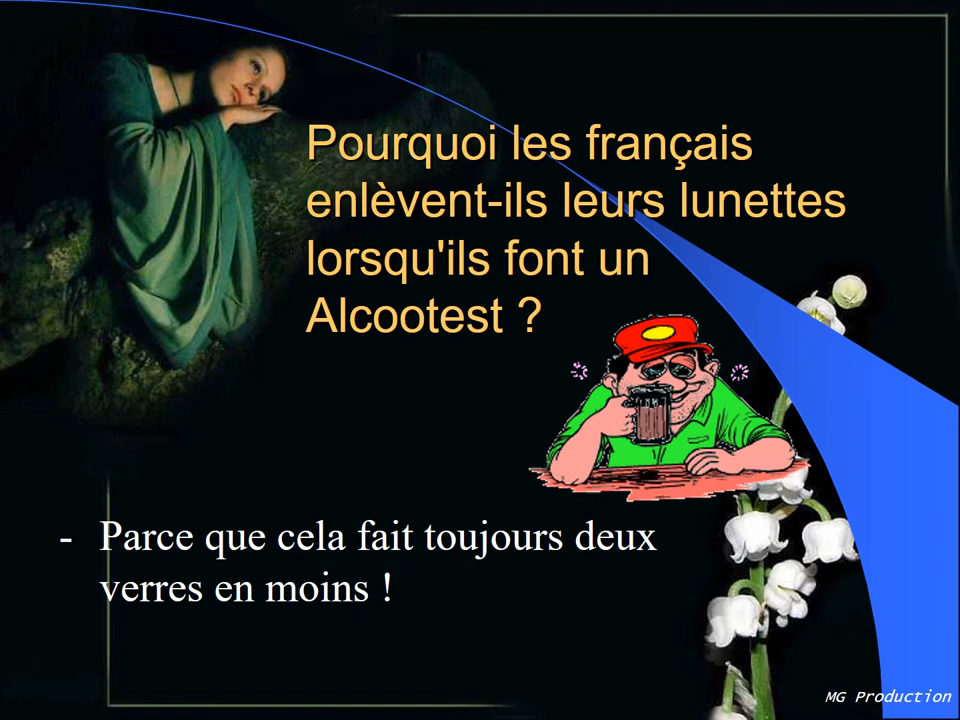 Pourquoi les français
enlèvent-ils leurs lunettes
lorsqu'ils font un
Alcootest ?
- Parce que cela fait toujours deux
verres en moins !
MG Production